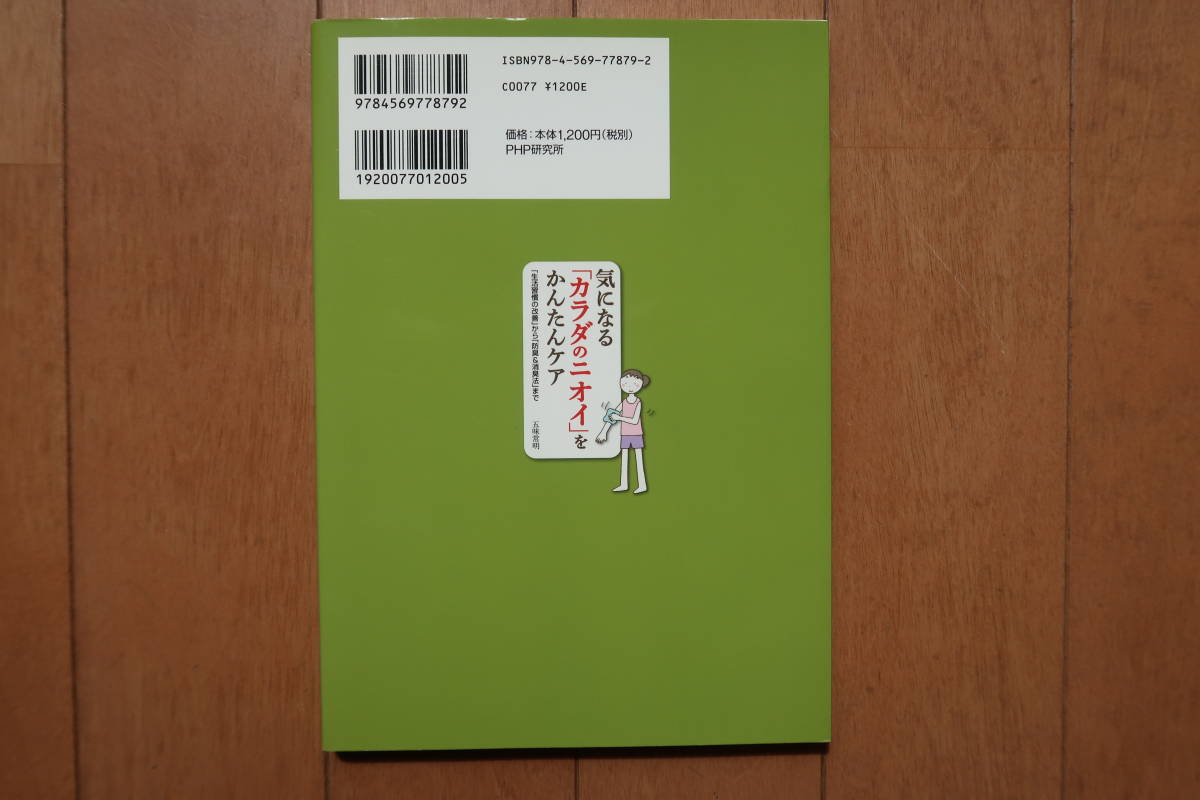 ISBN978-4-569-77879-2
C0077 ¥1200E
9784569778792
価格：本体1,200円（税別）
PHP研究所
1920077012005
気になる
「カラダのニオイ」を
かんたんケア
「生活習慣の改善」から「防臭＆消臭法」まで
五味常明